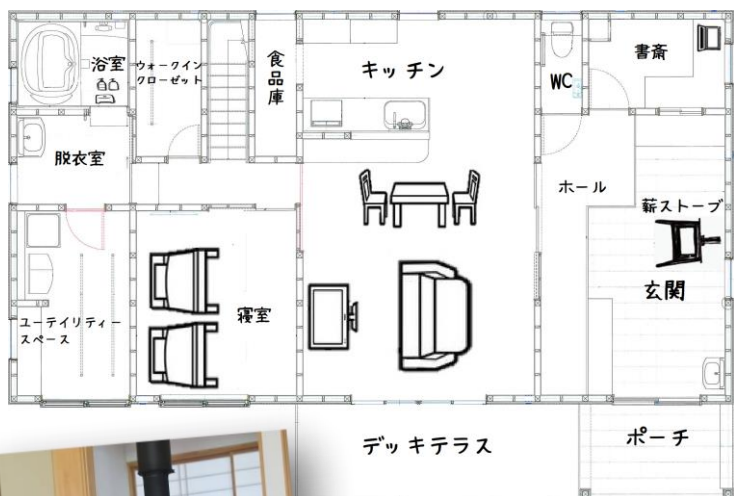 浴室
ウォークイン
クローゼット
食品庫
キッチン
WC
書斎
脱衣室
ホール
薪ストーブ
玄関
ユーテイリティー
スペース
寝室
デッキテラス
ポーチ